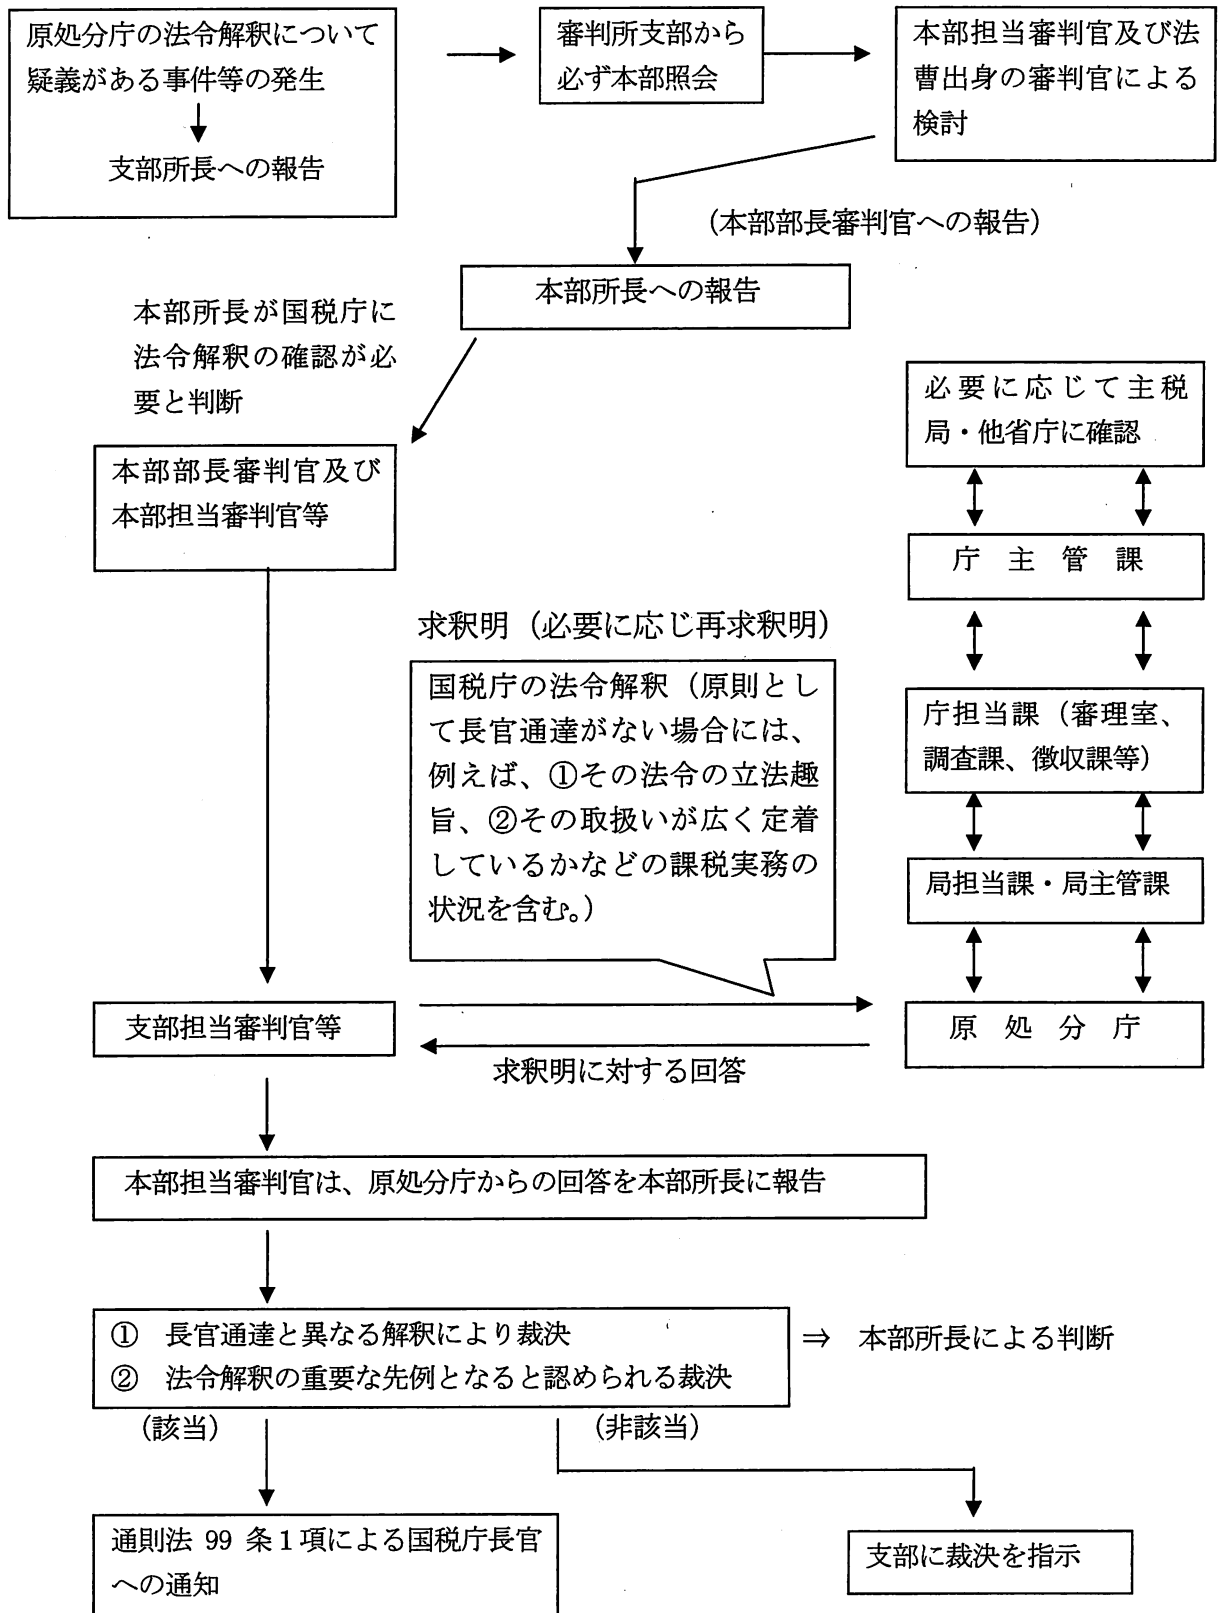 原処分庁の法令解釈について
疑義がある事件等の発生
支部所長への報告
審判所支部から
必ず本部照会
本部担当審判官及び法
曹出身の審判官による
検討
（本部部長審判官への報告）
本部所長への報告
本部所長が国税庁に
法令解釈の確認が必
要と判断
本部部長審判官及び
本部担当審判官等
必要に応じて主税
局・他省庁に確認
庁主管課
庁担当課（審理室、
調査課、徴収課等）
局担当課・局主管課
原処分庁
求釈明（必要に応じ再求釈明）
国税庁の法令解釈（原則とし
て長官通達がない場合には、
例えば、①その法令の立法趣
旨、②その取扱いが広く定着
しているかなどの課税実務の
状況を含む。）
支部担当審判官等
求釈明に対する回答
本部担当審判官は、原処分庁からの回答を本部所長に報告
① 長官通達と異なる解釈により裁決
② 法令解釈の重要な先例となると認められる裁決
⇒ 本部所長による判断
（該当）
（非該当）
通則法 99 条１項による国税庁長官
への通知
支部に裁決を指示